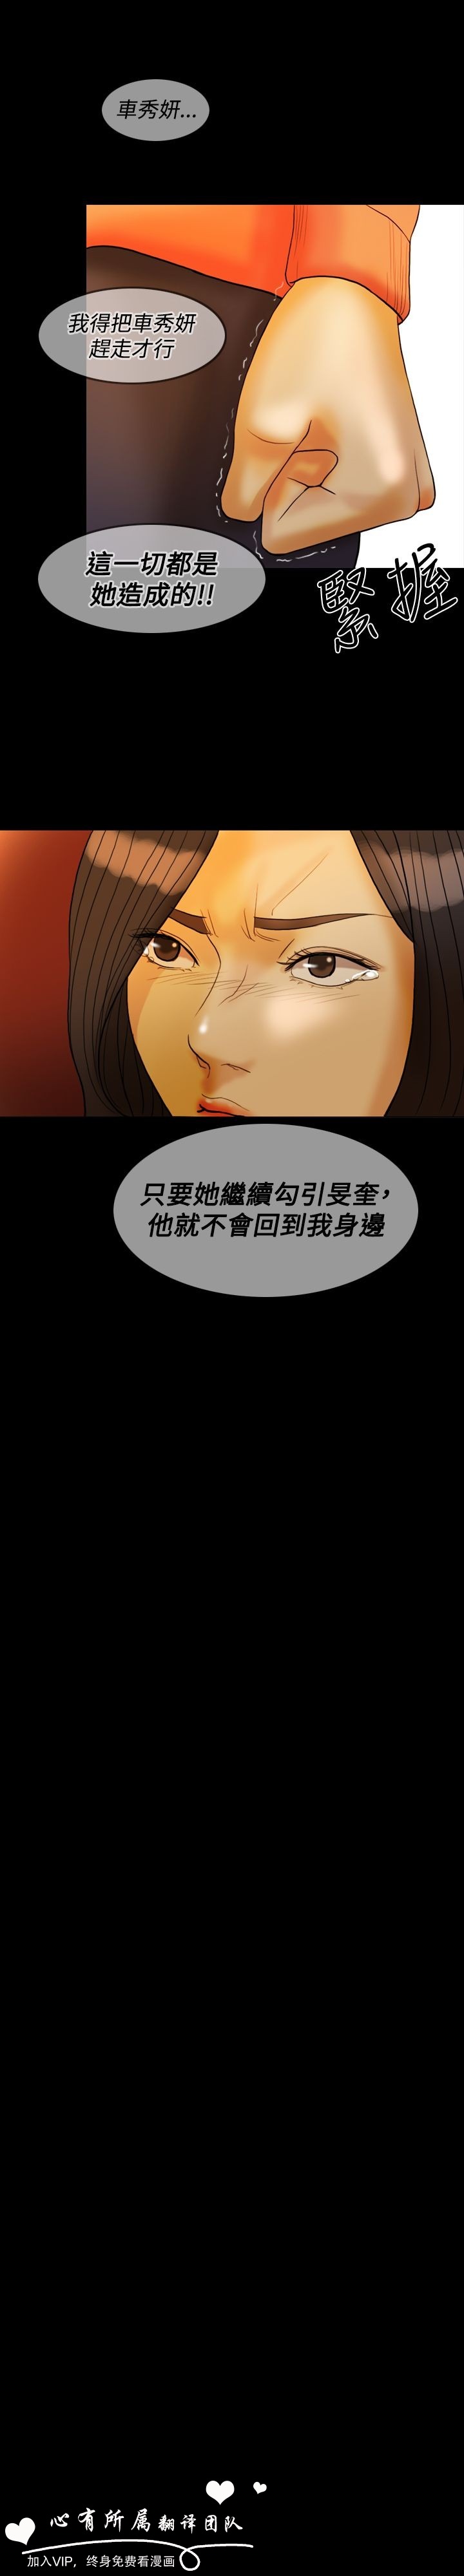 車秀妍…
我得把車秀妍
趕走才行
這一切都是
她造成的!!
緊握
只要她繼續勾引旻奎，
他就不會回到我身邊
心有所属翻译团队
加入VIP，终身免费看漫画